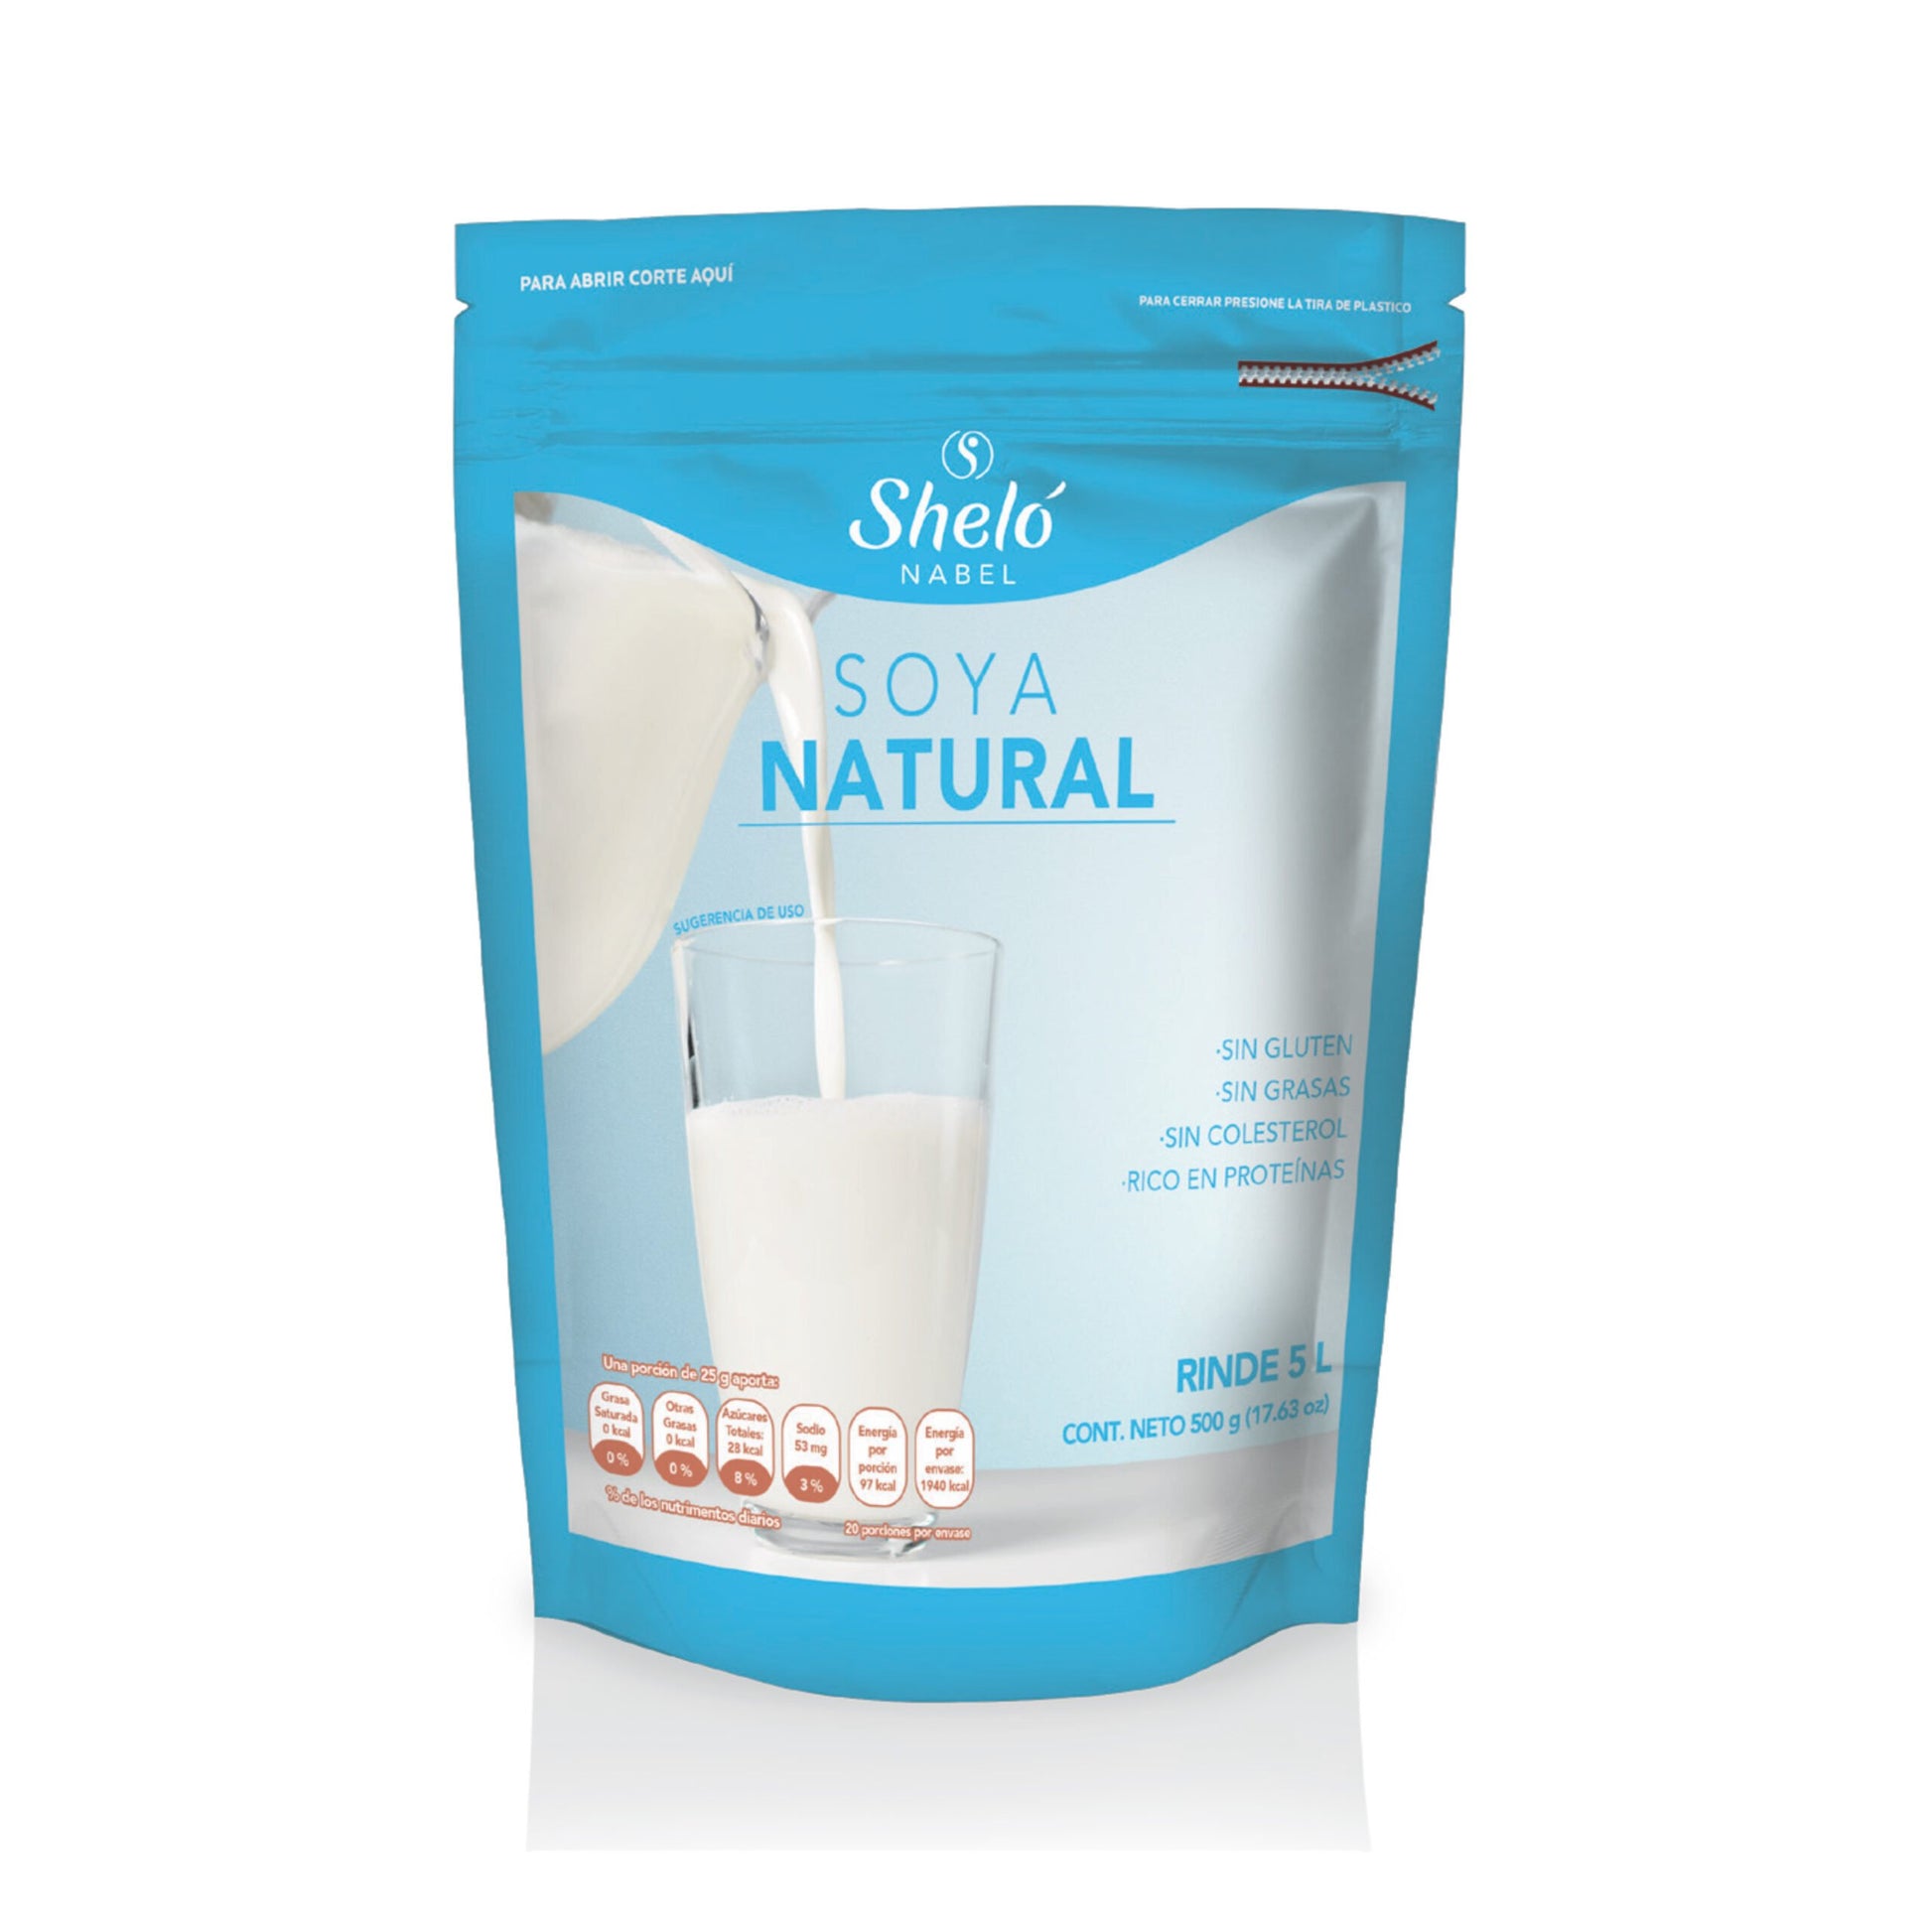 PARA ABRIR CORTE AQUÍ
PARA CERRAR PRESIONE LA TIRA DE PLASTICO
Sheló
NABEL
SOYA
NATURAL
SUGERENCIA DE USO
·SIN GLUTEN
·SIN GRASAS
·SIN COLESTEROL
·RICO EN PROTEÍNAS
RINDE 5 L
CONT. NETO 500 g (17.63 oz)
Una porción de 25 g aporta:
Grasa
Saturada
0 kcal
0 %
Otras
Grasas
0 kcal
0 %
Azúcares
Totales:
28 kcal
8 %
Sodio
53 mg
3 %
Energía
por
porción
97 kcal
Energía
por
envase:
1940 kcal
% de los nutrimentos diarios
20 porciones por envase